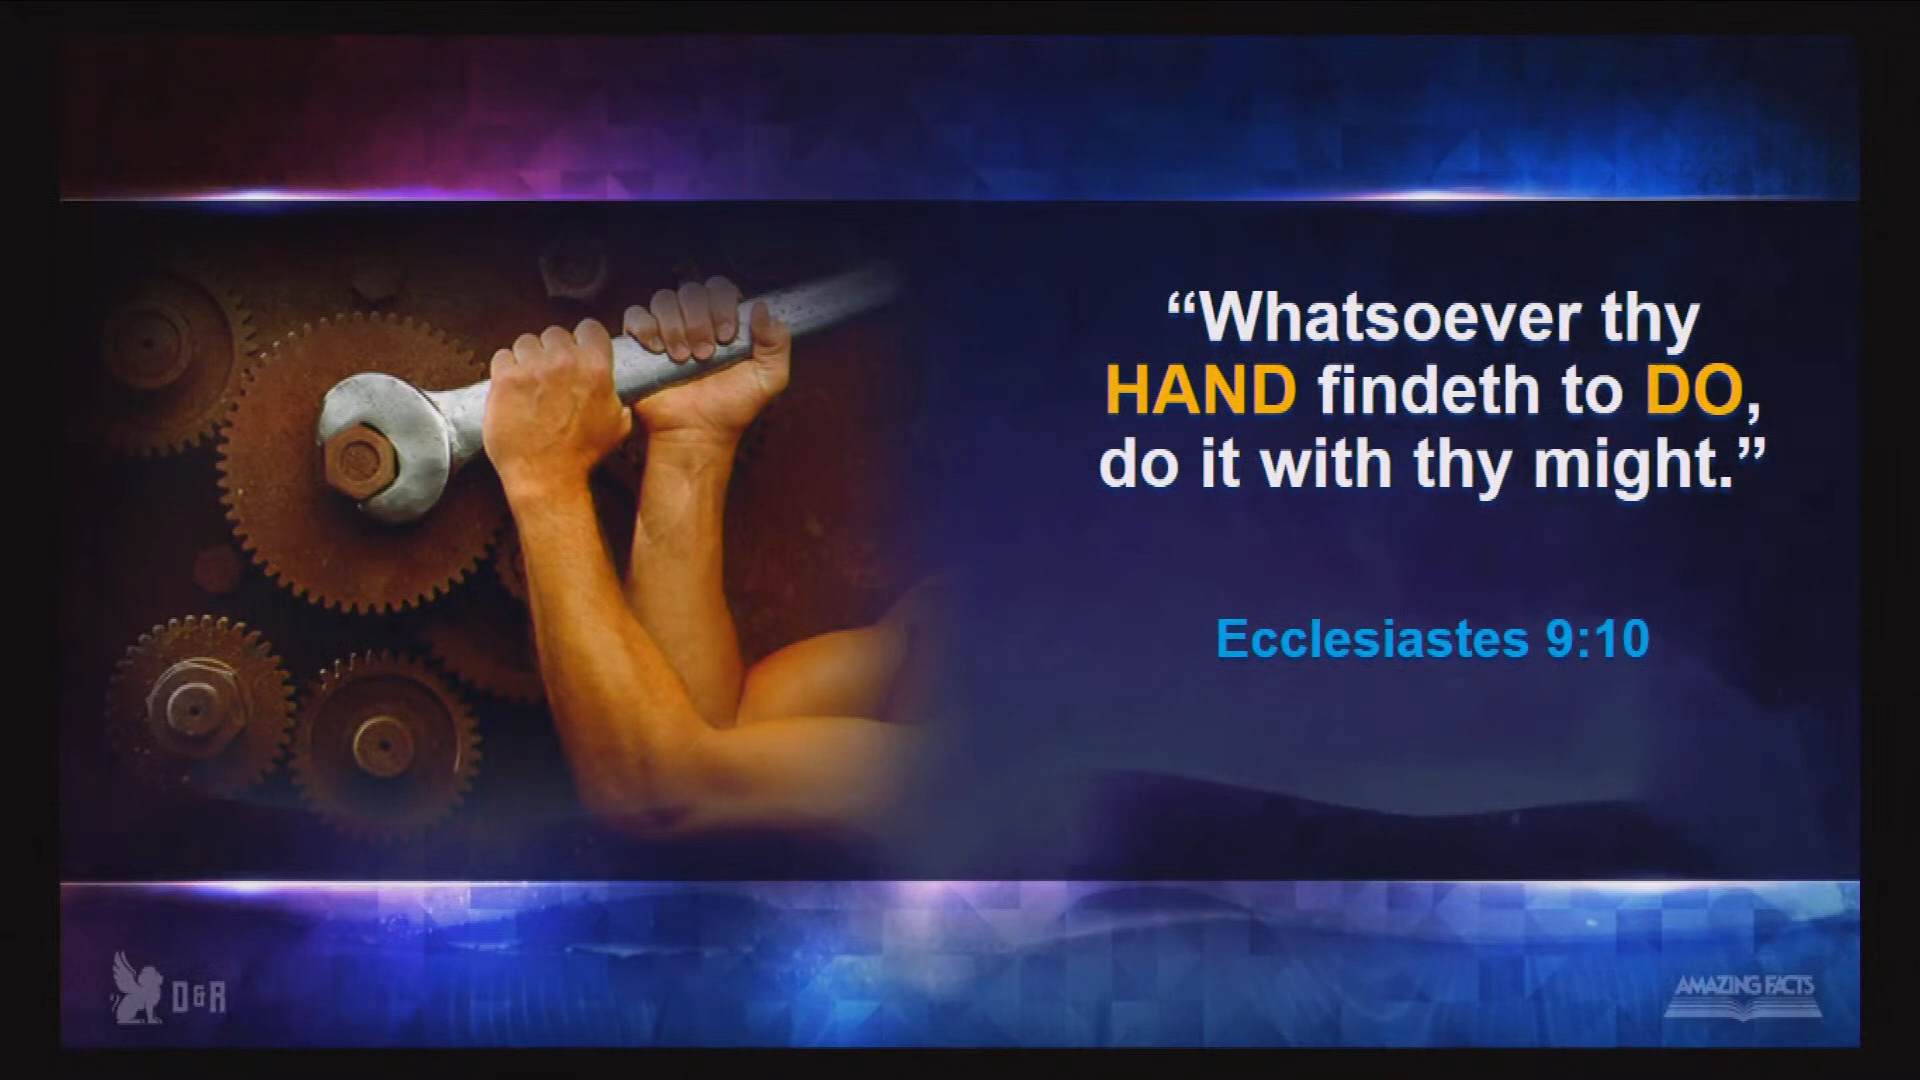 “Whatsoever thy
HAND findeth to DO,
do it with thy might.”
Ecclesiastes 9:10
D&R
AMAZING FACTS